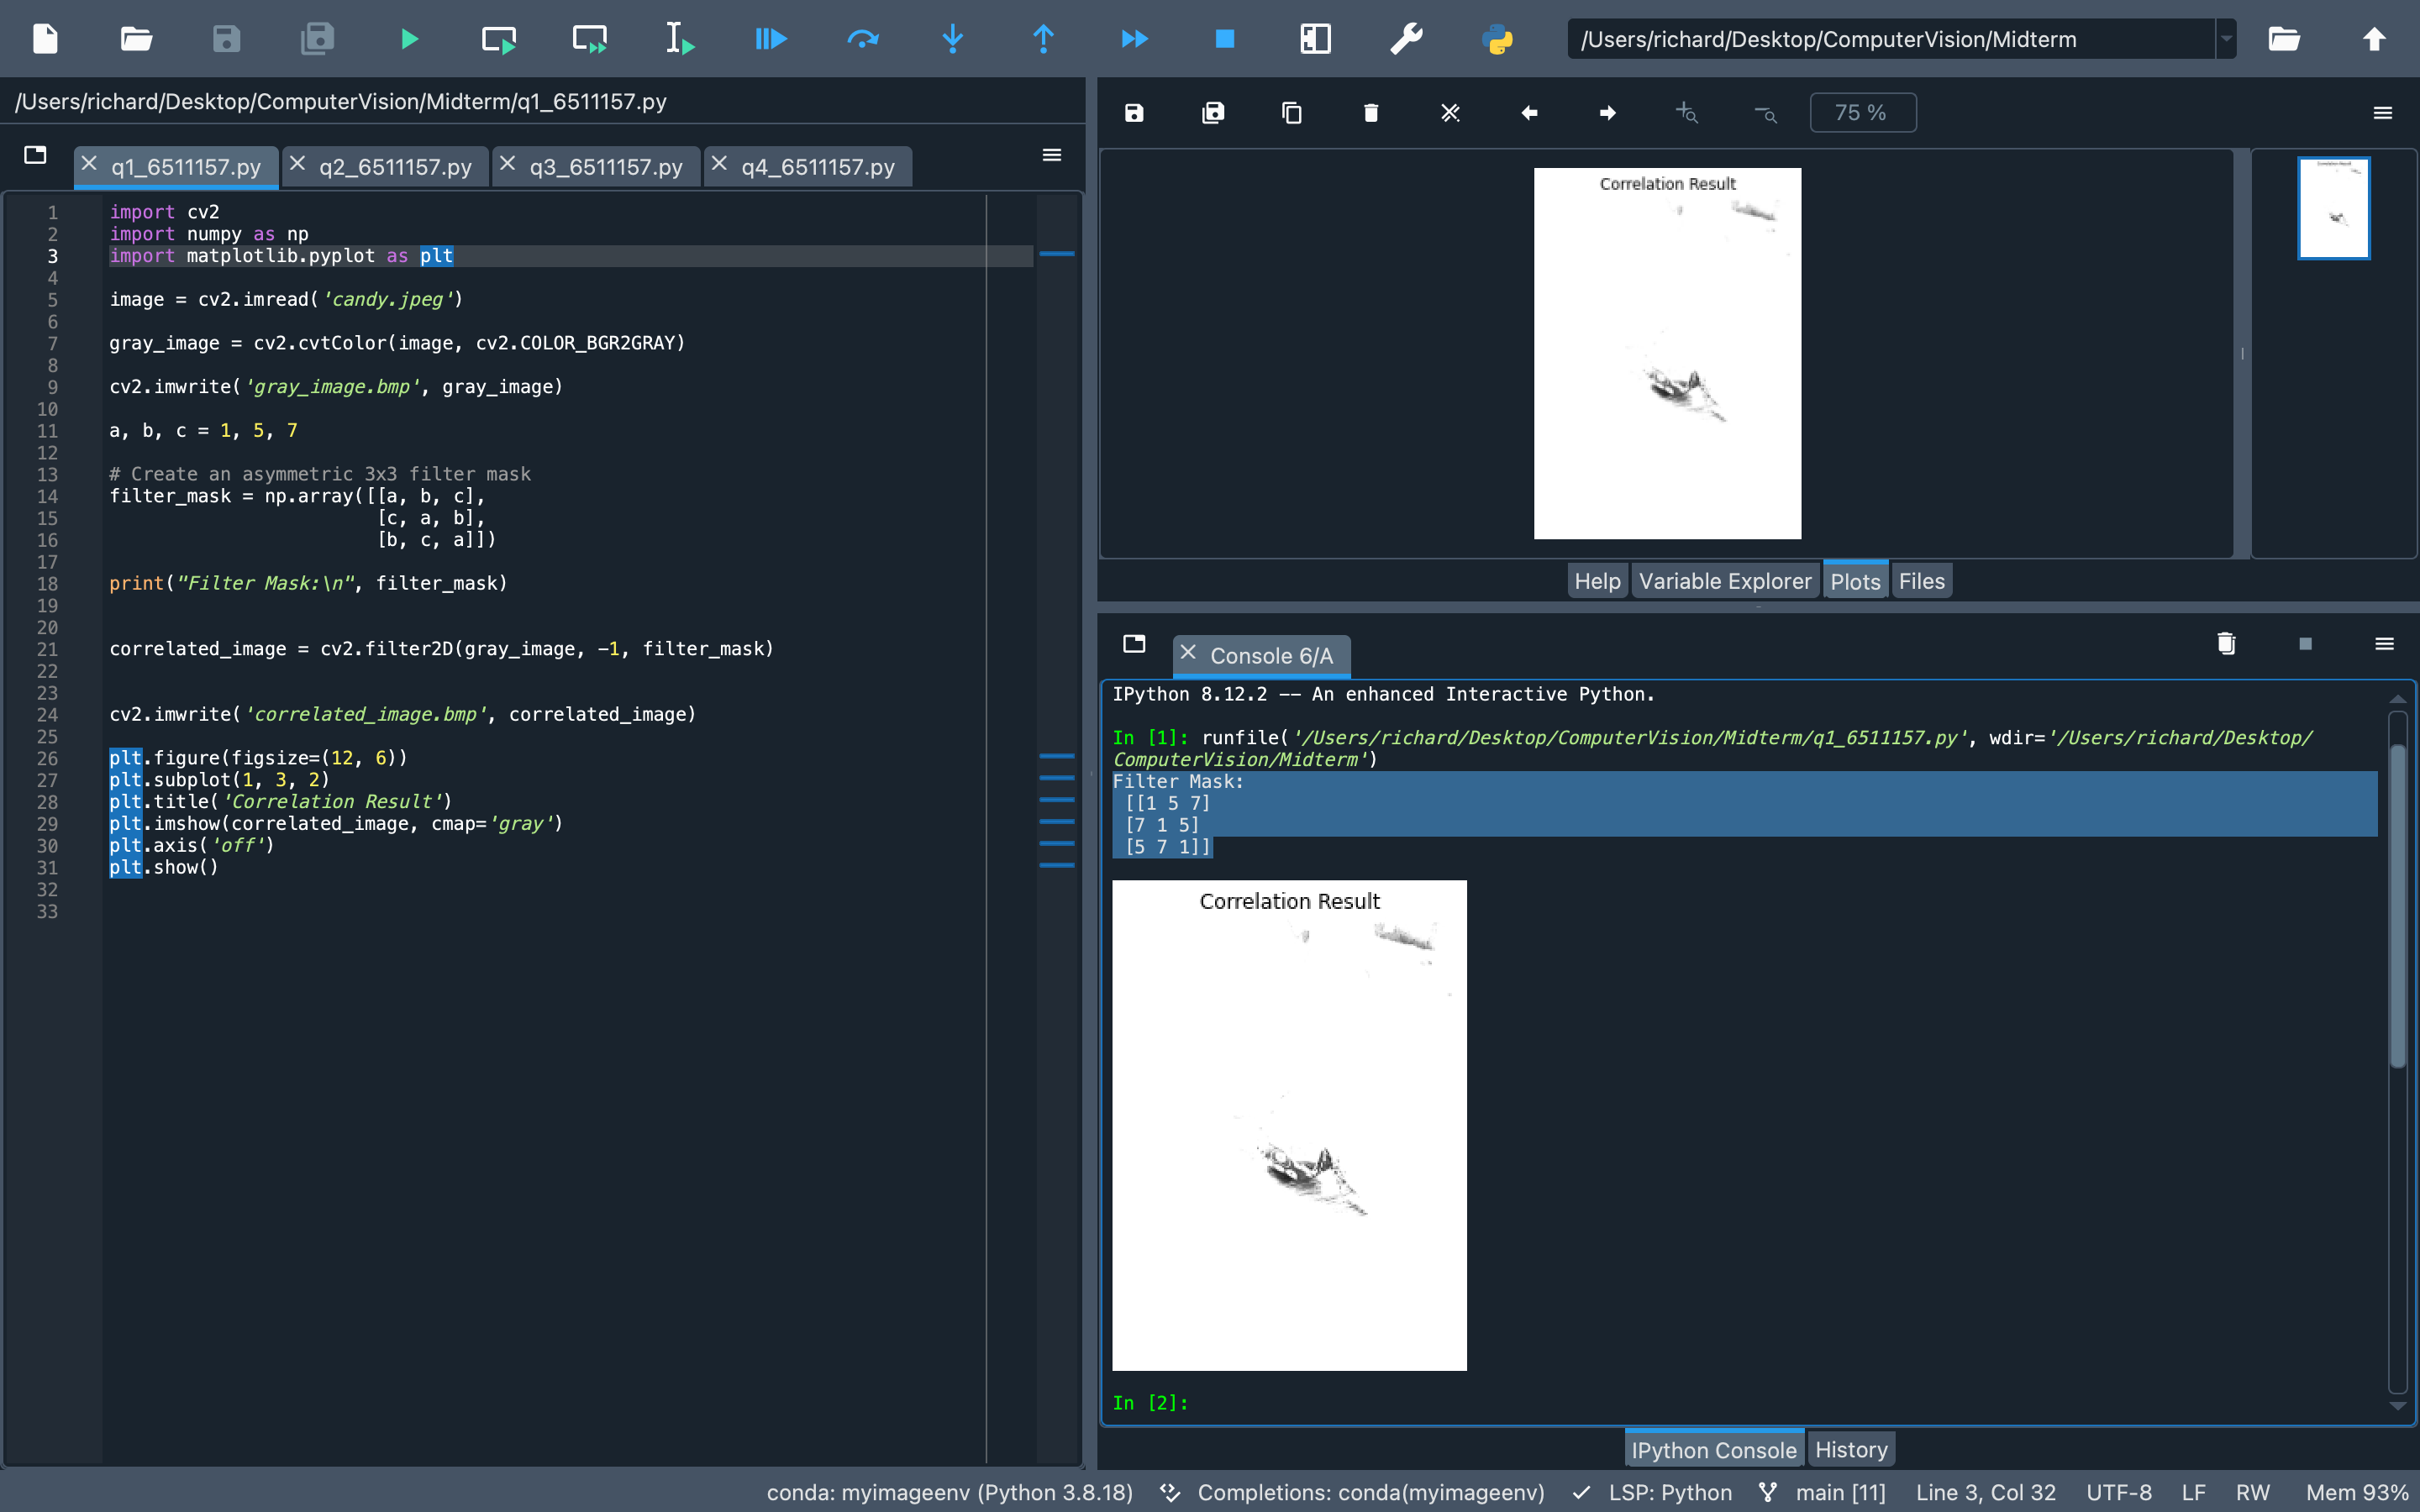 /Users/richard/Desktop/ComputerVision/Midterm
/Users/richard/Desktop/ComputerVision/Midterm/q1_6511157.py
q1_6511157.py
q2_6511157.py
q3_6511157.py
q4_6511157.py
1 import cv2
2 import numpy as np
3 import matplotlib.pyplot as plt
4
5 image = cv2.imread('candy.jpeg')
6
7 gray_image = cv2.cvtColor(image, cv2.COLOR_BGR2GRAY)
8
9 cv2.imwrite('gray_image.bmp', gray_image)
10
11 a, b, c = 1, 5, 7
12
13 # Create an asymmetric 3x3 filter mask
14 filter_mask = np.array([[a, b, c],
15 [c, a, b],
16 [b, c, a]])
17
18 print("Filter Mask:\n", filter_mask)
19
20
21 correlated_image = cv2.filter2D(gray_image, -1, filter_mask)
22
23
24 cv2.imwrite('correlated_image.bmp', correlated_image)
25
26 plt.figure(figsize=(12, 6))
27 plt.subplot(1, 3, 2)
28 plt.title('Correlation Result')
29 plt.imshow(correlated_image, cmap='gray')
30 plt.axis('off')
31 plt.show()
32
33
75 %
Correlation Result
Correlation Result
Help
Variable Explorer
Plots
Files
Console 6/A
IPython 8.12.2 -- An enhanced Interactive Python.
In [1]: runfile('/Users/richard/Desktop/ComputerVision/Midterm/q1_6511157.py', wdir='/Users/richard/Desktop/
ComputerVision/Midterm')
Filter Mask:
[[1 5 7]
[7 1 5]
[5 7 1]]
Correlation Result
In [2]:
IPython Console
History
conda: myimageenv (Python 3.8.18)
Completions: conda(myimageenv)
LSP: Python
main [11]
Line 3, Col 32
UTF-8
LF
RW
Mem 93%